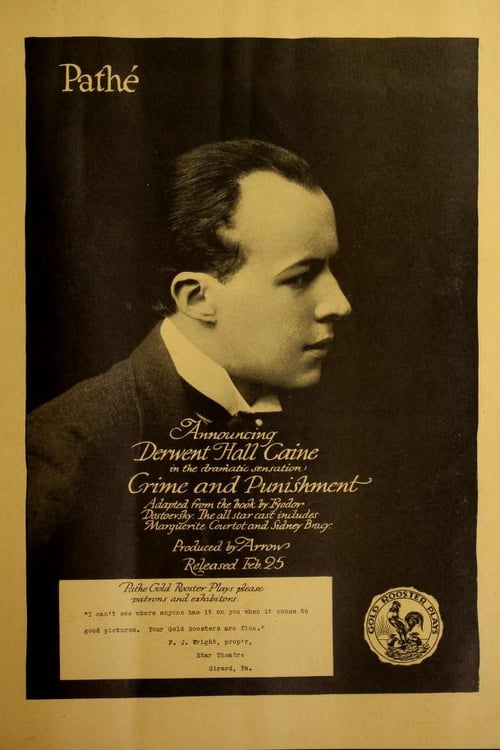 Pathé
Announcing
Derwent Hall Caine
in the dramatic sensation:
Crime and Punishment
Adapted from the book by Fyodor
Dostoevsky. The all star cast includes
Marguerite Courtot and Sidney Bracy.
Produced by Arrow
Released Feb. 25
Pathé Gold Rooster Plays please
patrons and exhibitors
"I can't see where anyone has it on you when it comes to
good pictures. Your Gold Roosters are fine."
F. J. Wright, prop'r,
Star Theatre
Girard, Pa.
GOLD ROOSTER PLAYS